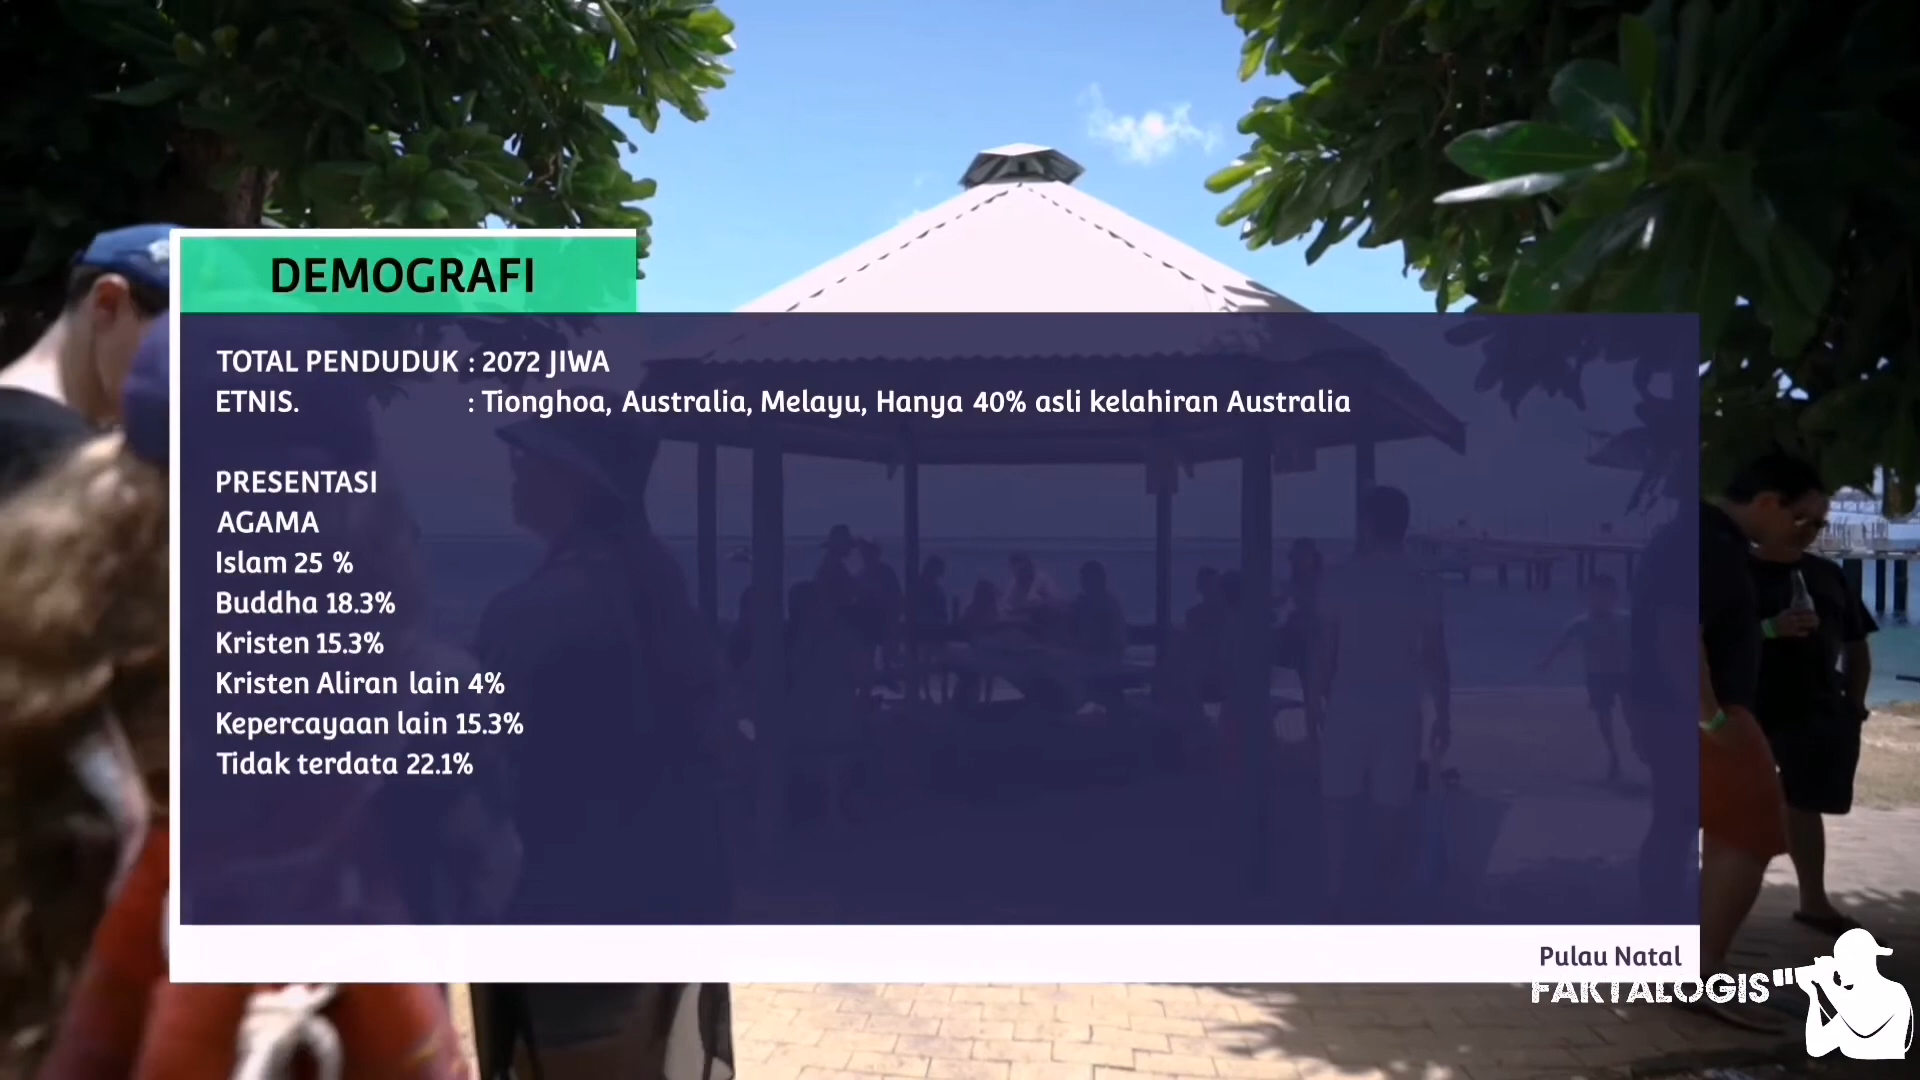 DEMOGRAFI
TOTAL PENDUDUK : 2072 JIWA
ETNIS. : Tionghoa, Australia, Melayu, Hanya 40% asli kelahiran Australia
PRESENTASI
AGAMA
Islam 25 %
Buddha 18.3%
Kristen 15.3%
Kristen Aliran lain 4%
Kepercayaan lain 15.3%
Tidak terdata 22.1%
Pulau Natal
FAKTALOGIS